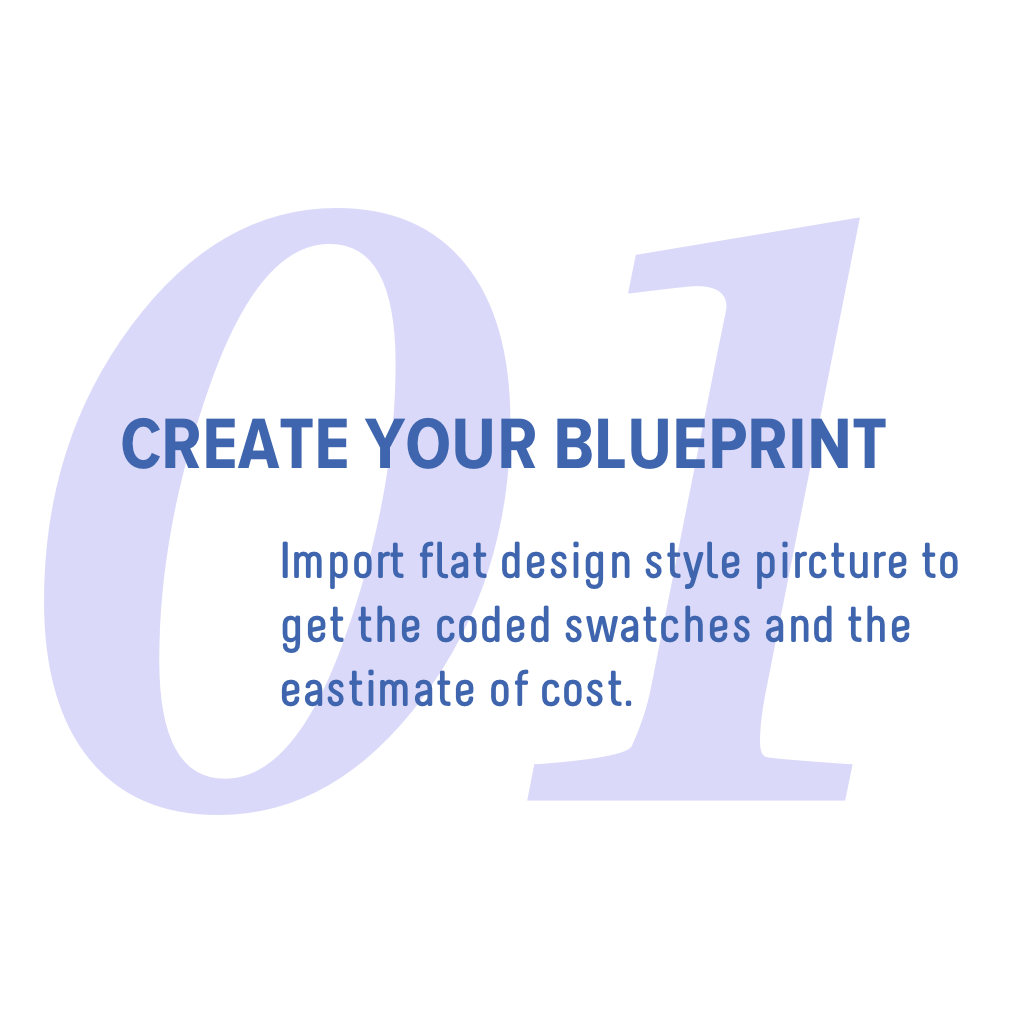 01
CREATE YOUR BLUEPRINT
Import flat design style pircture to
get the coded swatches and the
eastimate of cost.